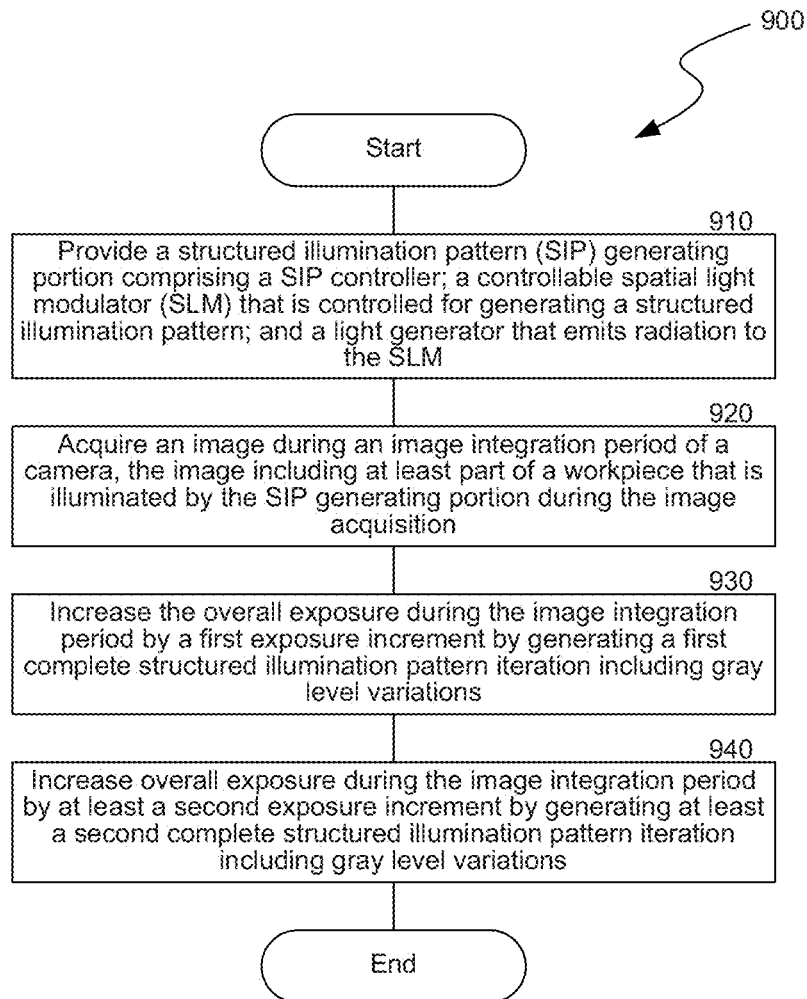 900
Start
910
Provide a structured illumination pattern (SIP) generating
portion comprising a SIP controller; a controllable spatial light
modulator (SLM) that is controlled for generating a structured
illumination pattern; and a light generator that emits radiation to
the SLM
920
Acquire an image during an image integration period of a
camera, the image including at least part of a workpiece that is
illuminated by the SIP generating portion during the image
acquisition
930
Increase the overall exposure during the image integration
period by a first exposure increment by generating a first
complete structured illumination pattern iteration including gray
level variations
940
Increase overall exposure during the image integration period
by at least a second exposure increment by generating at least
a second complete structured illumination pattern iteration
including gray level variations
End